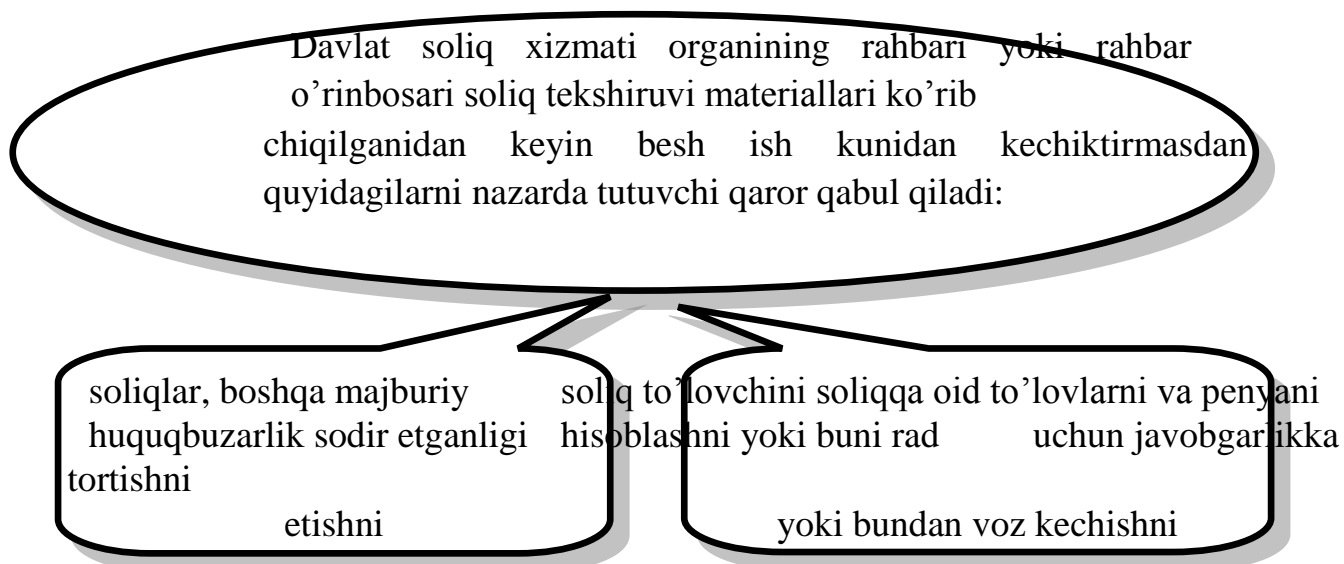 Davlat soliq xizmati organining rahbari yoki rahbar
o’rinbosari soliq tekshiruvi materiallari ko’rib
chiqilganidan keyin besh ish kunidan kechiktirmasdan
quyidagilarni nazarda tutuvchi qaror qabul qiladi:
soliqlar, boshqa majburiy soliq to’lovchini soliqqa oid to’lovlarni va penyani
huquqbuzarlik sodir etganligi hisoblashni yoki buni rad uchun javobgarlikka
tortishni
etishni yoki bundan voz kechishni